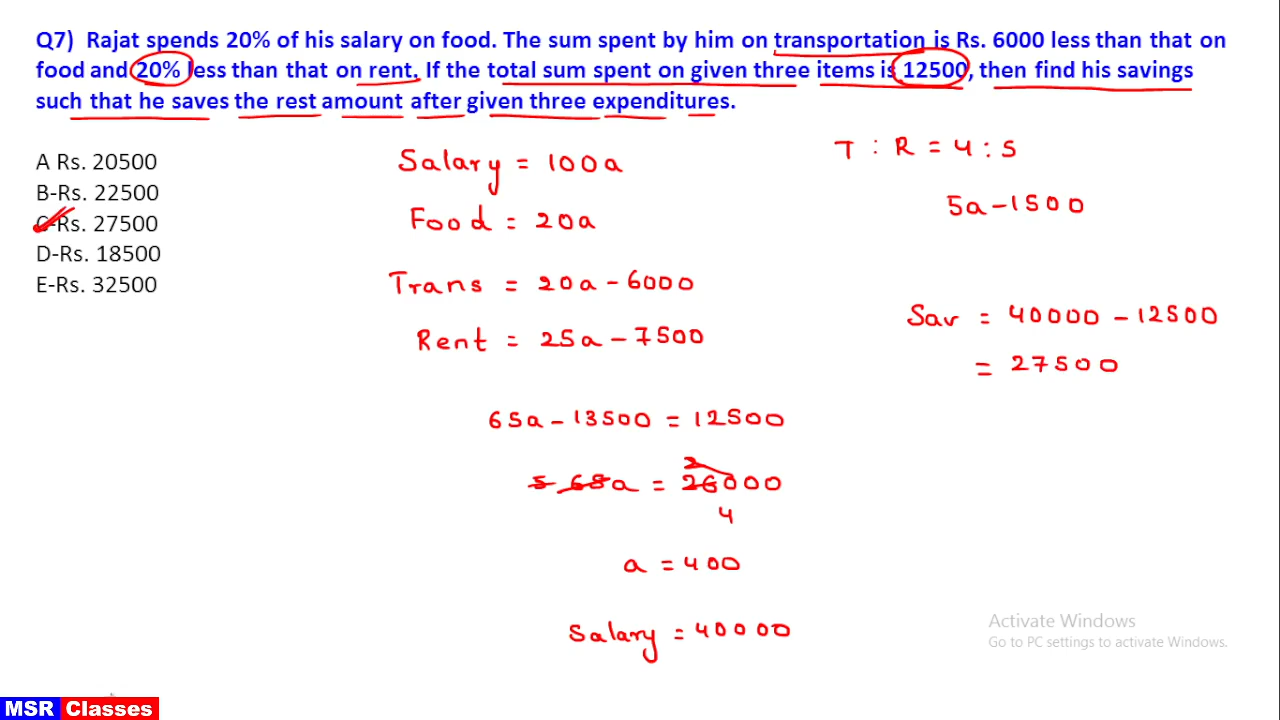 Q7) Rajat spends 20% of his salary on food. The sum spent by him on transportation is Rs. 6000 less than that on
food and 20% less than that on rent. If the total sum spent on given three items is 12500, then find his savings
such that he saves the rest amount after given three expenditures.
A Rs. 20500
B-Rs. 22500
C-Rs. 27500
D-Rs. 18500
E-Rs. 32500
Salary = 100a
Food = 20a
Trans = 20a - 6000
Rent = 25a - 7500
65a - 13500 = 12500
5 65a = 26000
2
4
a = 400
Salary = 40000
T : R = 4 : 5
5a - 1500
Sav = 40000 - 12500
= 27500
Activate Windows
Go to PC settings to activate Windows.
MSR Classes